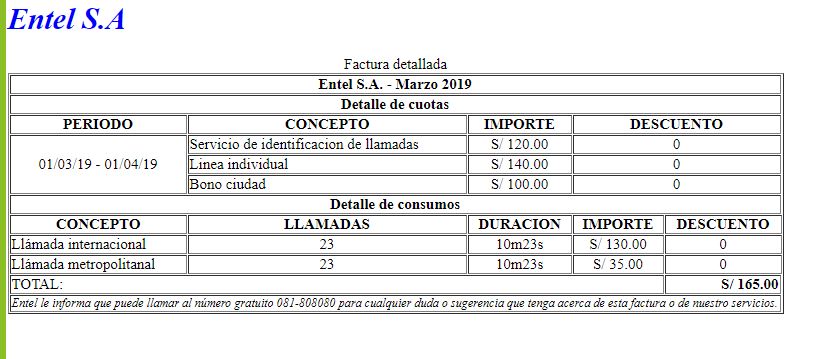 Entel S.A
Factura detallada
Entel S.A. - Marzo 2019
Detalle de cuotas
PERIODO CONCEPTO IMPORTE DESCUENTO
01/03/19 - 01/04/19 Servicio de identificacion de llamadas S/ 120.00 0
Linea individual S/ 140.00 0
Bono ciudad S/ 100.00 0
Detalle de consumos
CONCEPTO LLAMADAS DURACION IMPORTE DESCUENTO
Llámada internacional 23 10m23s S/ 130.00 0
Llámada metropolitanal 23 10m23s S/ 35.00 0
TOTAL: S/ 165.00
Entel le informa que puede llamar al número gratuito 081-808080 para cualquier duda o sugerencia que tenga acerca de esta factura o de nuestro servicios.